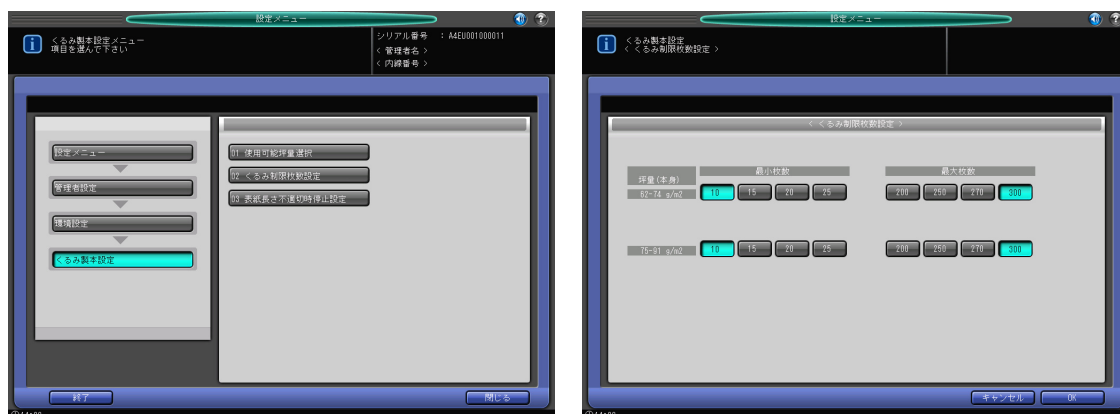 設定メニュー
くるみ製本設定メニュー
項目を選んで下さい
シリアル番号 : A4EU001000011
< 管理者名 >
< 内線番号 >
設定メニュー
管理者設定
環境設定
くるみ製本設定
01 使用可能坪量選択
02 くるみ制限枚数設定
03 表紙長さ不適切時停止設定
終了
閉じる
設定メニュー
くるみ製本設定
< くるみ制限枚数設定 >
< くるみ制限枚数設定 >
坪量(本身) 最小枚数 最大枚数
62-74 g/m2 10 15 20 25 200 250 270 300
75-91 g/m2 10 15 20 25 200 250 270 300
キャンセル OK